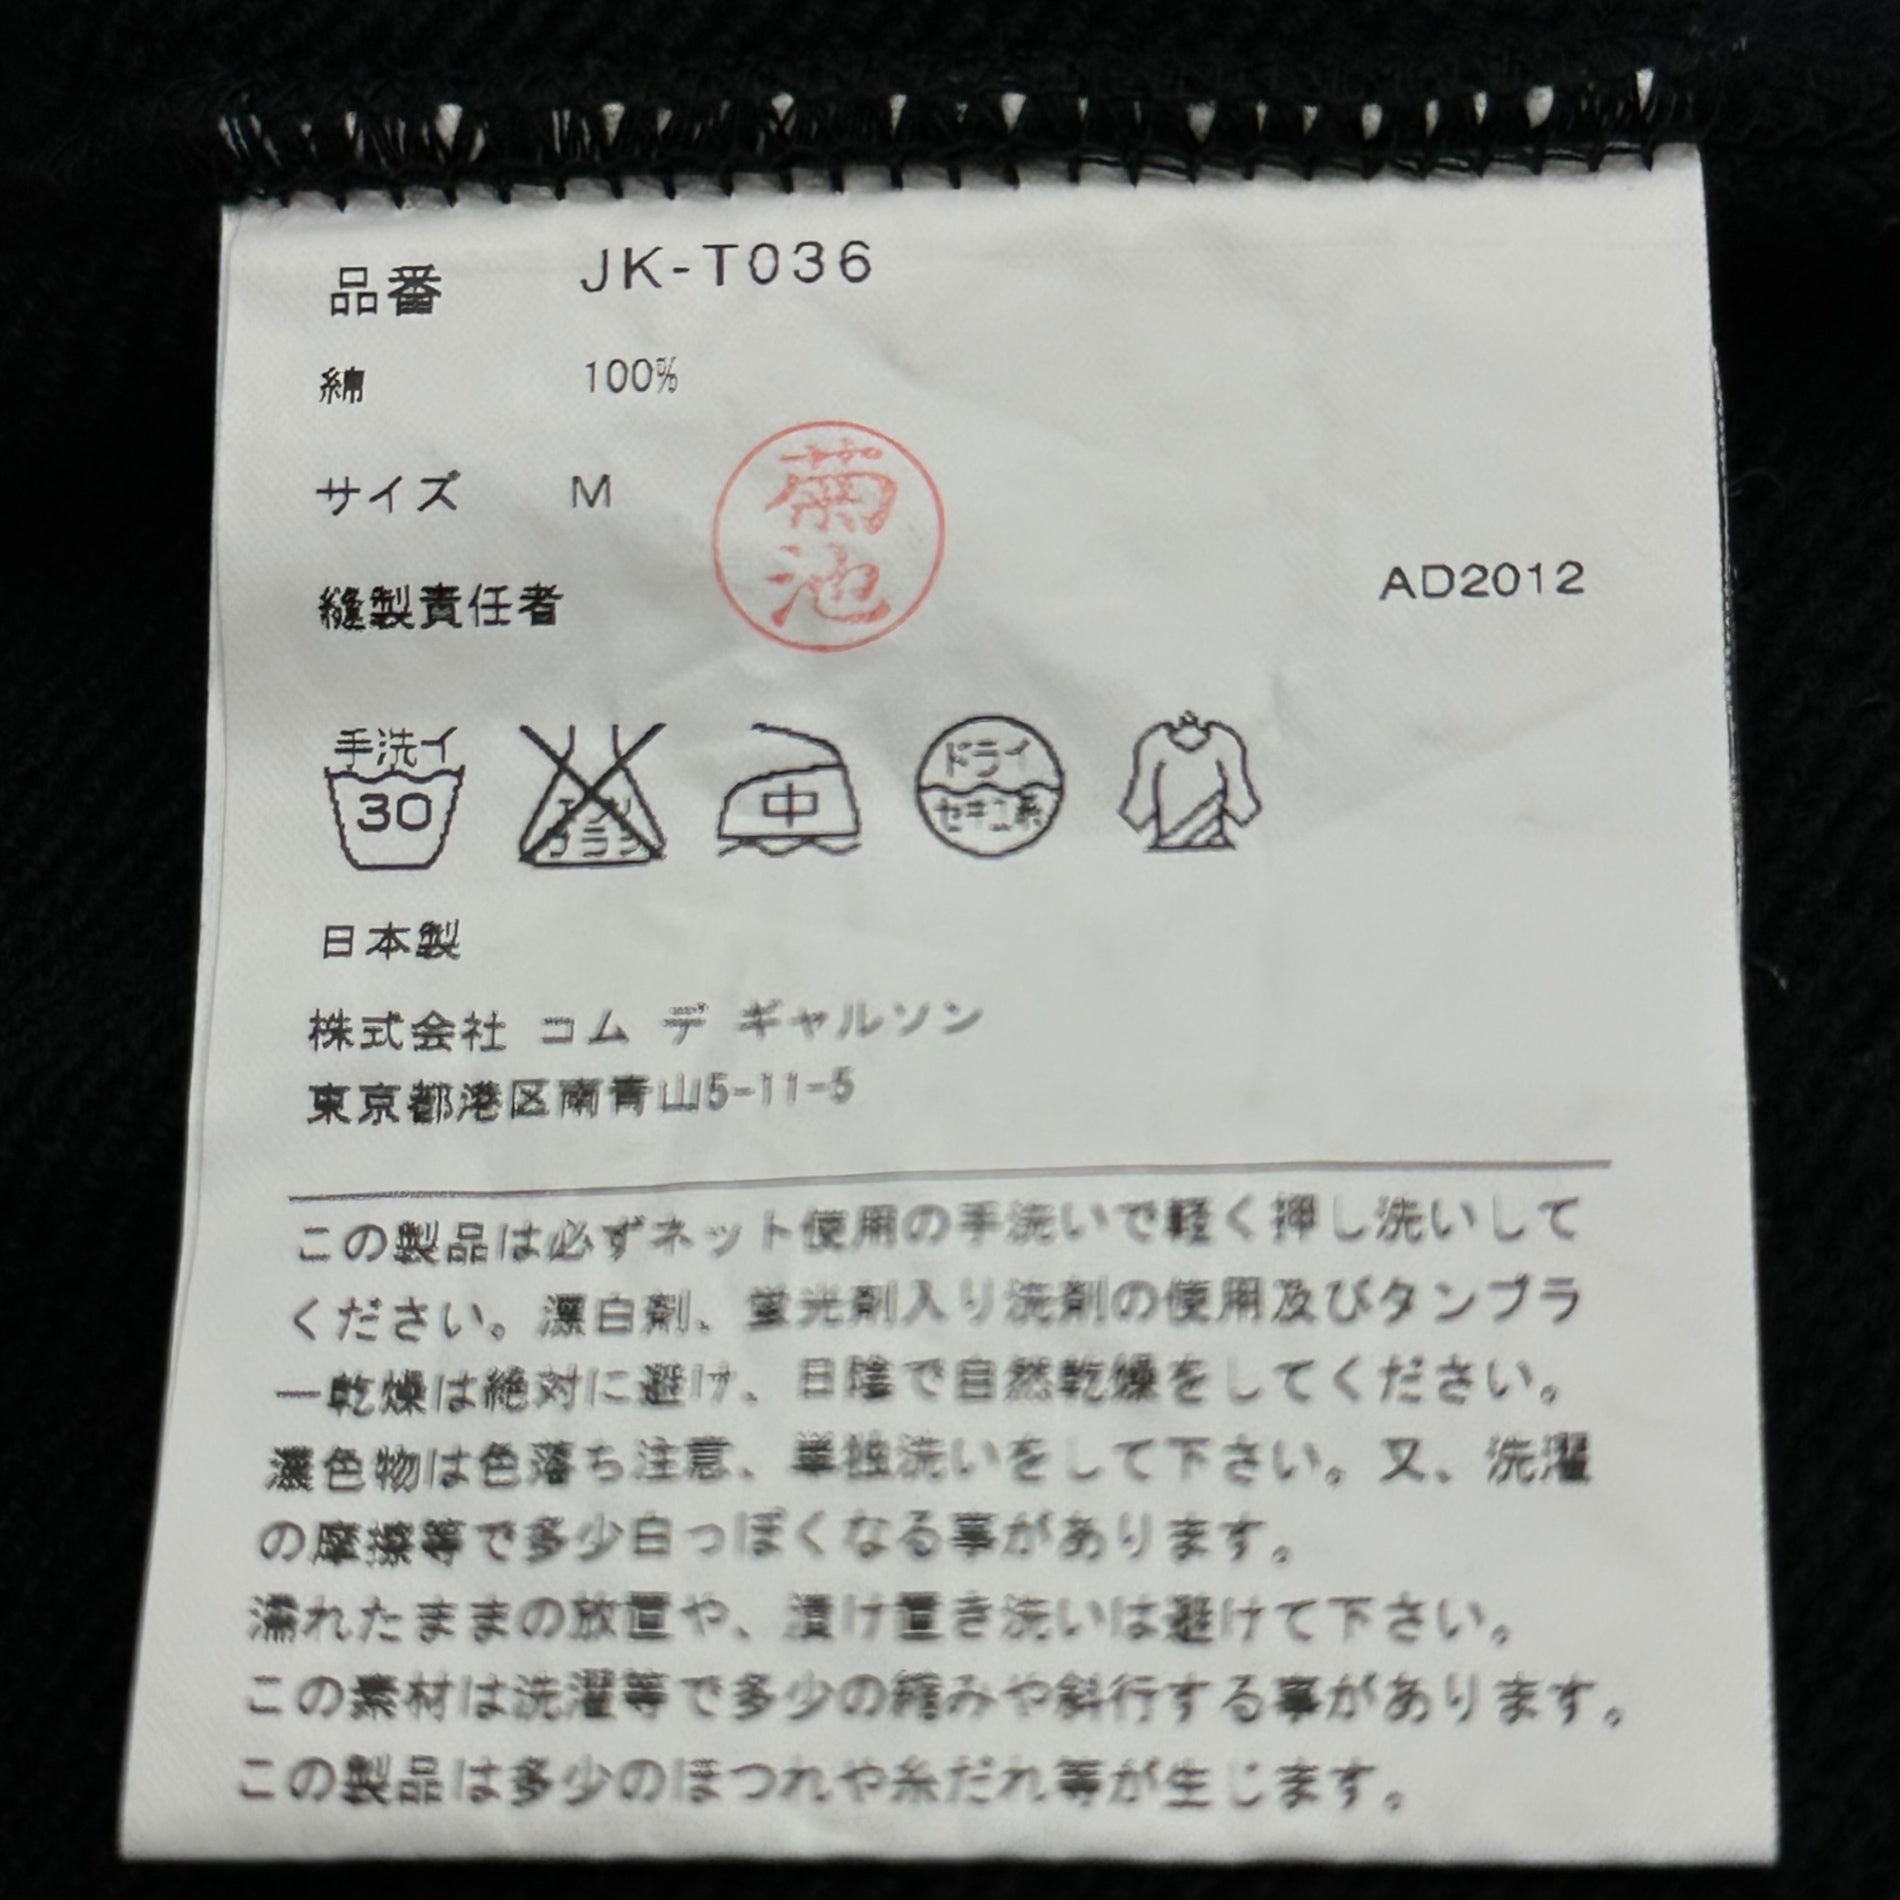 品番 JK-T036
綿 100%
サイズ M
菊
池
縫製責任者
AD2012
手洗イ
30
エンソ
サラシ
中
ドライ
セキユ系
日本製
株式会社 コム デ ギャルソン
東京都港区南青山5-11-5
この製品は必ずネット使用の手洗いで軽く押し洗いして
ください。漂白剤、蛍光剤入り洗剤の使用及びタンブラ
ー乾燥は絶対に避け、日陰で自然乾燥をしてください。
濃色物は色落ち注意、単独洗いをして下さい。又、洗濯
の摩擦等で多少白っぽくなる事があります。
濡れたままの放置や、漬け置き洗いは避けて下さい。
この素材は洗濯等で多少の縮みや斜行する事があります。
この製品は多少のほつれや糸だれ等が生じます。